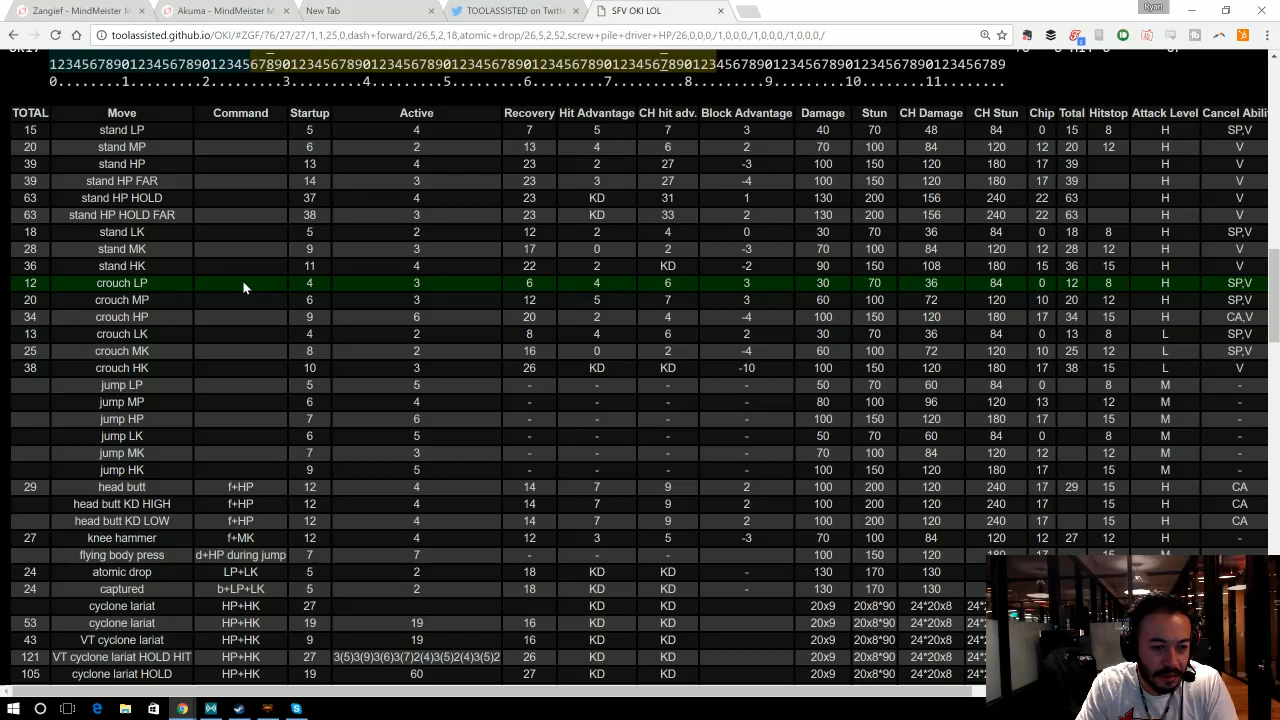 Zangief - MindMeister M
Akuma - MindMeister M
New Tab
TOOLASSISTED on Twitt
SFV OKI LOL
Ryan
toolassisted.github.io/OKI/#ZGF/76/27/27/1,1,25,0,dash forward/26,5,2,18,atomic drop/26,5,2,52,screw pile driver HP/26,0,0,0,/1,0,0,0,/1,0,0,0,/1,0,0,0,/
123456789012345678901234567890123456789012345678901234567890123456789012345678901234567890123456789012345678901234567890
0.........1.........2.........3.........4.........5.........6.........7.........8.........9.........10........11........
TOTAL Move Command Startup Active Recovery Hit Advantage CH hit adv. Block Advantage Damage Stun CH Damage CH Stun Chip Total Hitstop Attack Level Cancel Abili
15 stand LP 5 4 7 5 7 3 40 70 48 84 0 15 8 H SP,V
20 stand MP 6 2 13 4 6 2 70 100 84 120 12 20 12 H V
39 stand HP 13 4 23 2 27 -3 100 150 120 180 17 39 H V
39 stand HP FAR 14 3 23 3 27 -4 100 150 120 180 17 39 H V
63 stand HP HOLD 37 4 23 KD 31 1 130 200 156 240 22 63 H V
63 stand HP HOLD FAR 38 3 23 KD 33 2 130 200 156 240 22 63 H V
18 stand LK 5 2 12 2 4 0 30 70 36 84 0 18 8 H SP,V
28 stand MK 9 3 17 0 2 -3 70 100 84 120 12 28 12 H V
36 stand HK 11 4 22 2 KD -2 90 150 108 180 15 36 15 H V
12 crouch LP 4 3 6 4 6 3 30 70 36 84 0 12 8 H SP,V
20 crouch MP 6 3 12 5 7 3 60 100 72 120 10 20 12 H SP,V
34 crouch HP 9 6 20 2 4 -4 100 150 120 180 17 34 15 H CA,V
13 crouch LK 4 2 8 4 6 2 30 70 36 84 0 13 8 L SP,V
25 crouch MK 8 2 16 0 2 -4 60 100 72 120 10 25 12 L SP,V
38 crouch HK 10 3 26 KD KD -10 100 150 120 180 17 38 15 L V
jump LP 5 5 - - - - 50 70 60 84 0 8 M -
jump MP 6 4 - - - - 80 100 96 120 13 12 M -
jump HP 7 6 - - - - 100 150 120 180 17 15 M -
jump LK 6 5 - - - - 50 70 60 84 0 8 M -
jump MK 7 3 - - - - 70 100 84 120 12 12 M -
jump HK 9 5 - - - - 100 150 120 180 17 15 M -
29 head butt f+HP 12 4 14 7 9 2 100 200 120 240 17 29 15 H CA
head butt KD HIGH f+HP 12 4 14 7 9 2 100 200 120 240 17 15 H CA
head butt KD LOW f+HP 12 4 14 7 9 2 100 200 120 240 17 15 H CA
27 knee hammer f+MK 12 4 12 3 5 -3 70 100 84 120 12 27 12 H -
flying body press d+HP during jump 7 7 - - - - 100 150 120 180 17 15 M
24 atomic drop LP+LK 5 2 18 KD KD - 130 170 130
24 captured b+LP+LK 5 2 18 KD KD - 130 170 130
cyclone lariat HP+HK 27 KD KD 20x9 20x8*90 24*20x8
53 cyclone lariat HP+HK 19 19 16 KD KD 20x9 20x8*90 24*20x8
43 VT cyclone lariat HP+HK 9 19 16 KD KD 20x9 20x8*90 24*20x8
121 VT cyclone lariat HOLD HIT HP+HK 27 3(5)3(9)3(6)3(7)2(4)3(5)2(4)3(5)2 26 KD KD 20x9 20x8*90 24*20x8
105 cyclone lariat HOLD HP+HK 19 60 27 KD KD 20x9 20x8*90 24*20x8